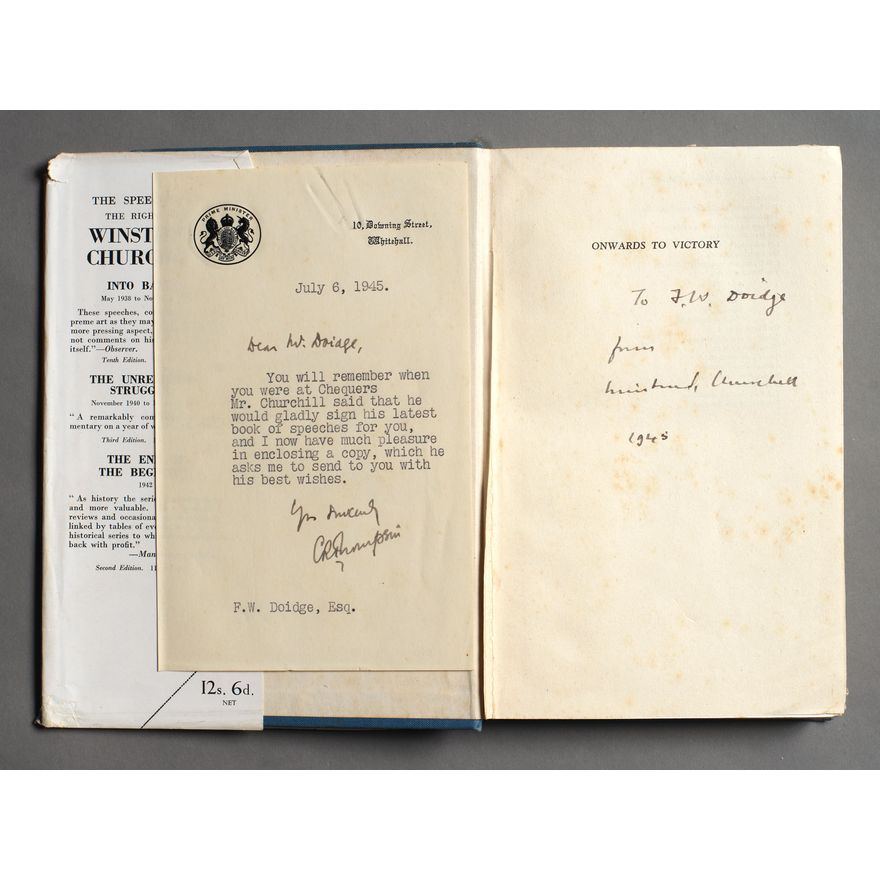 THE SPEE
THE RIGH
WINST
CHURC
INTO BA
May 1938 to No
These speeches, co
preme art as they may
more pressing aspect,
not comments on hi
itself."—Observer.
Tenth Edition.
THE UNRE
STRUGG
November 1940 to
"A remarkably con
mentary on a year of w
Third Edition.
THE EN
THE BEG
1942
"As history the seri
and more valuable.
reviews and occasiona
linked by tables of eve
historical series to wh
back with profit."
—Man
Second Edition. 11
12s. 6d.
NET
PRIME MINISTER
10, Downing Street,
Whitehall.
July 6, 1945.
Dear Mr. Doidge,
You will remember when
you were at Chequers
Mr. Churchill said that he
would gladly sign his latest
book of speeches for you,
and I now have much pleasure
in enclosing a copy, which he
asks me to send to you with
his best wishes.
Yrs sincerely
CRThompson
F.W. Doidge, Esq.
ONWARDS TO VICTORY
To F.W. Doidge
from
Winston S. Churchill
1945